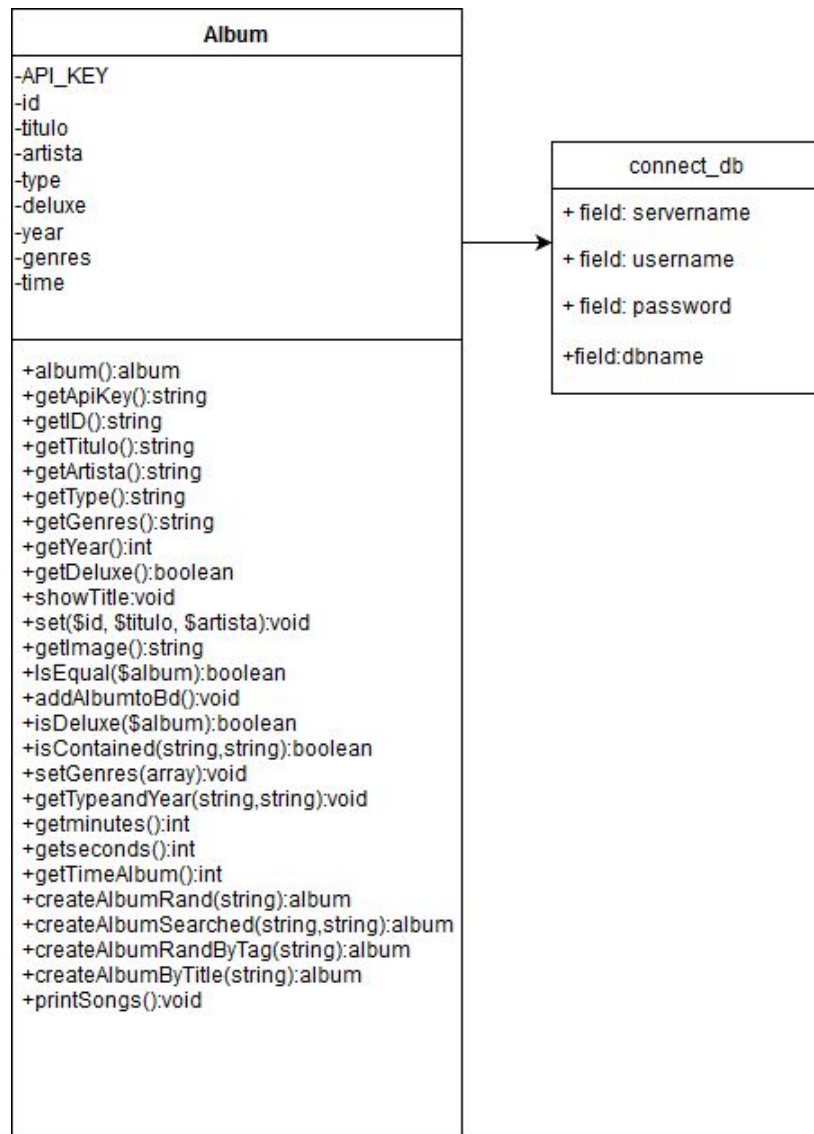 Album
-API_KEY
-id
-titulo
-artista
-type
-deluxe
-year
-genres
-time
+album():album
+getApiKey():string
+getID():string
+getTitulo():string
+getArtista():string
+getType():string
+getGenres():string
+getYear():int
+getDeluxe():boolean
+showTitle:void
+set($id, $titulo, $artista):void
+getImage():string
+IsEqual($album):boolean
+addAlbumtoBd():void
+isDeluxe($album):boolean
+isContained(string,string):boolean
+setGenres(array):void
+getTypeandYear(string,string):void
+getminutes():int
+getseconds():int
+getTimeAlbum():int
+createAlbumRand(string):album
+createAlbumSearched(string,string):album
+createAlbumRandByTag(string):album
+createAlbumByTitle(string):album
+printSongs():void
connect_db
+ field: servername
+ field: username
+ field: password
+field:dbname